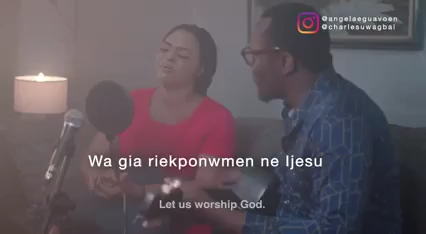 @angelaeguavoen
@charlesuwagbai
Wa gia riekponwmen ne Ijesu
Let us worship God.